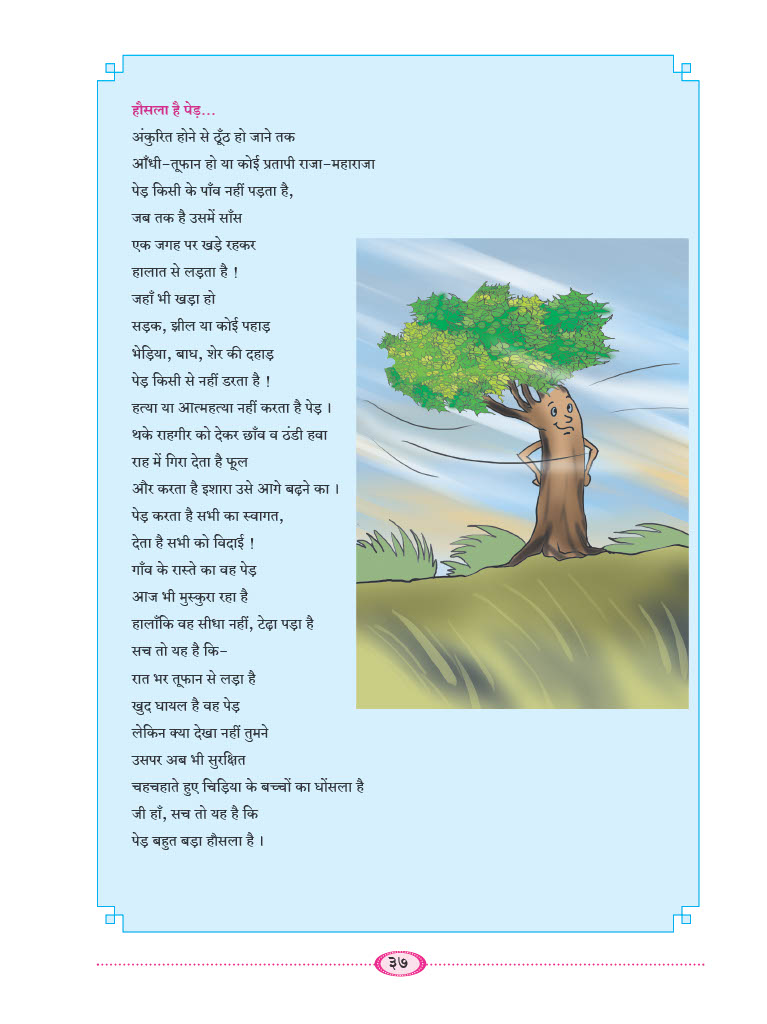 हौसला है पेड़...
अंकुरित होने से ठूँठ हो जाने तक
आँधी-तूफान हो या कोई प्रतापी राजा-महाराजा
पेड़ किसी के पाँव नहीं पड़ता है,
जब तक है उसमें साँस
एक जगह पर खड़े रहकर
हालात से लड़ता है !
जहाँ भी खड़ा हो
सड़क, झील या कोई पहाड़
भेड़िया, बाघ, शेर की दहाड़
पेड़ किसी से नहीं डरता है !
हत्या या आत्महत्या नहीं करता है पेड़ ।
थके राहगीर को देकर छाँव व ठंडी हवा
राह में गिरा देता है फूल
और करता है इशारा उसे आगे बढ़ने का ।
पेड़ करता है सभी का स्वागत,
देता है सभी को विदाई !
गाँव के रास्ते का वह पेड़
आज भी मुस्कुरा रहा है
हालाँकि वह सीधा नहीं, टेढ़ा पड़ा है
सच तो यह है कि-
रात भर तूफान से लड़ा है
खुद घायल है वह पेड़
लेकिन क्या देखा नहीं तुमने
उसपर अब भी सुरक्षित
चहचहाते हुए चिड़िया के बच्चों का घोंसला है
जी हाँ, सच तो यह है कि
पेड़ बहुत बड़ा हौसला है ।
३७